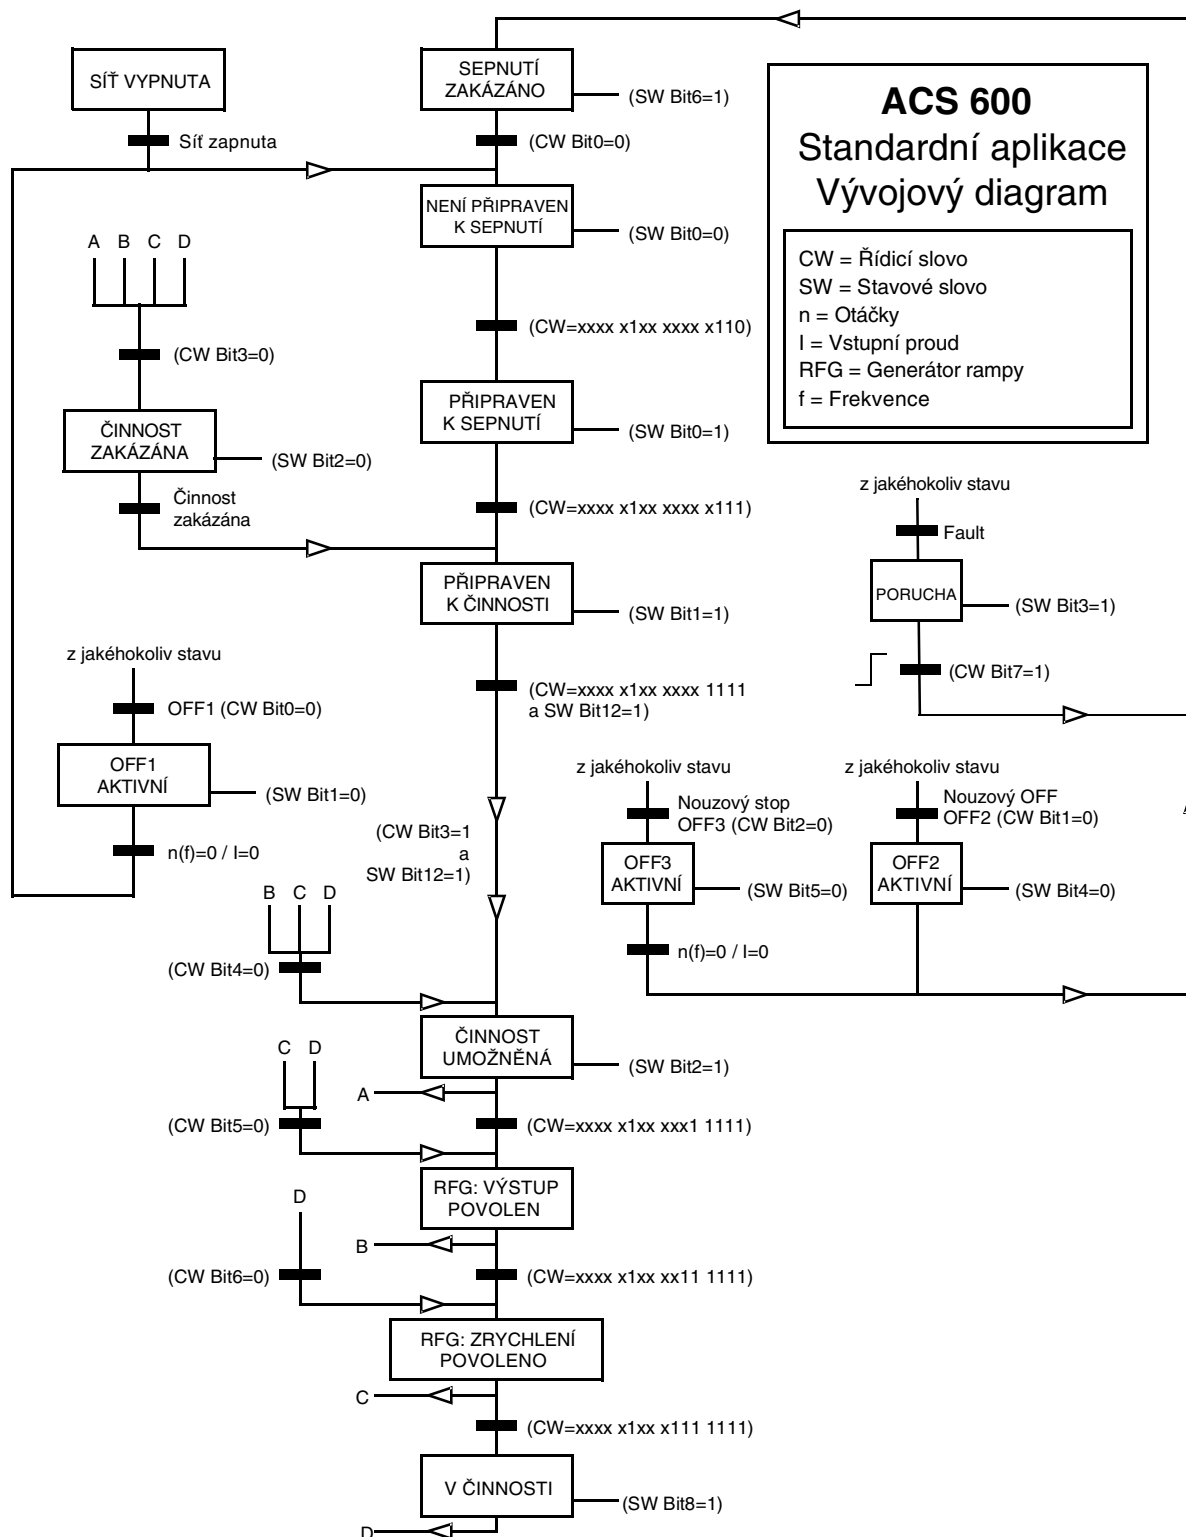 SÍŤ VYPNUTA
Síť zapnuta
SEPNUTÍ
ZAKÁZÁNO
(SW Bit6=1)
(CW Bit0=0)
ACS 600
Standardní aplikace
Vývojový diagram
CW = Řídicí slovo
SW = Stavové slovo
n = Otáčky
I = Vstupní proud
RFG = Generátor rampy
f = Frekvence
NENÍ PŘIPRAVEN
K SEPNUTÍ
(SW Bit0=0)
A B C D
(CW Bit3=0)
(CW=xxxx x1xx xxxx x110)
ČINNOST
ZAKÁZÁNA
(SW Bit2=0)
Činnost
zakázána
PŘIPRAVEN
K SEPNUTÍ
(SW Bit0=1)
(CW=xxxx x1xx xxxx x111)
z jakéhokoliv stavu
Fault
PORUCHA
(SW Bit3=1)
(CW Bit7=1)
PŘIPRAVEN
K ČINNOSTI
(SW Bit1=1)
(CW=xxxx x1xx xxxx 1111
a SW Bit12=1)
z jakéhokoliv stavu
OFF1 (CW Bit0=0)
OFF1
AKTIVNÍ
(SW Bit1=0)
n(f)=0 / I=0
(CW Bit3=1
a
SW Bit12=1)
z jakéhokoliv stavu
Nouzový stop
OFF3 (CW Bit2=0)
OFF3
AKTIVNÍ
(SW Bit5=0)
n(f)=0 / I=0
z jakéhokoliv stavu
Nouzový OFF
OFF2 (CW Bit1=0)
OFF2
AKTIVNÍ
(SW Bit4=0)
B C D
(CW Bit4=0)
ČINNOST
UMOŽNĚNÁ
(SW Bit2=1)
A
C D
(CW Bit5=0)
(CW=xxxx x1xx xxx1 1111)
RFG: VÝSTUP
POVOLEN
B
D
(CW Bit6=0)
(CW=xxxx x1xx xx11 1111)
RFG: ZRYCHLENÍ
POVOLENO
C
(CW=xxxx x1xx x111 1111)
V ČINNOSTI
(SW Bit8=1)
D